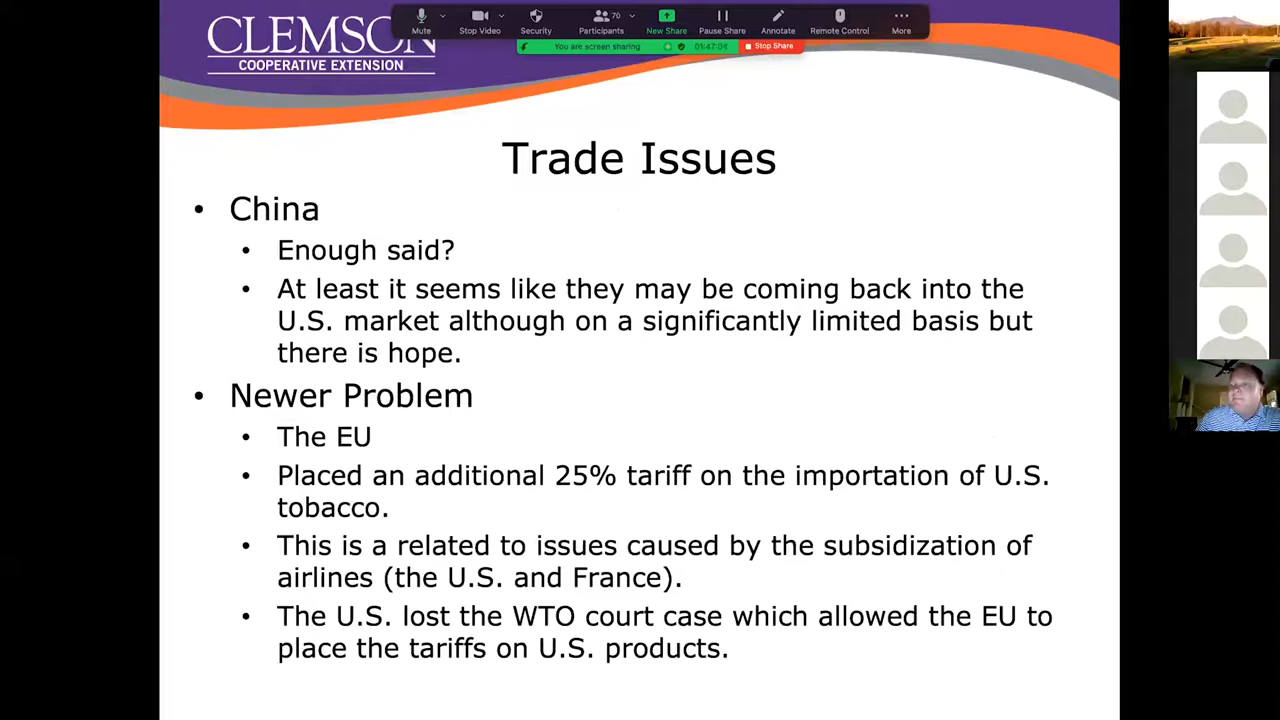 CLEMSON
COOPERATIVE EXTENSION
Mute
Stop Video
Security
70
Participants
New Share
Pause Share
Annotate
Remote Control
More
You are screen sharing
01:47:04
Stop Share
Trade Issues
• China
• Enough said?
• At least it seems like they may be coming back into the
U.S. market although on a significantly limited basis but
there is hope.
• Newer Problem
• The EU
• Placed an additional 25% tariff on the importation of U.S.
tobacco.
• This is a related to issues caused by the subsidization of
airlines (the U.S. and France).
• The U.S. lost the WTO court case which allowed the EU to
place the tariffs on U.S. products.